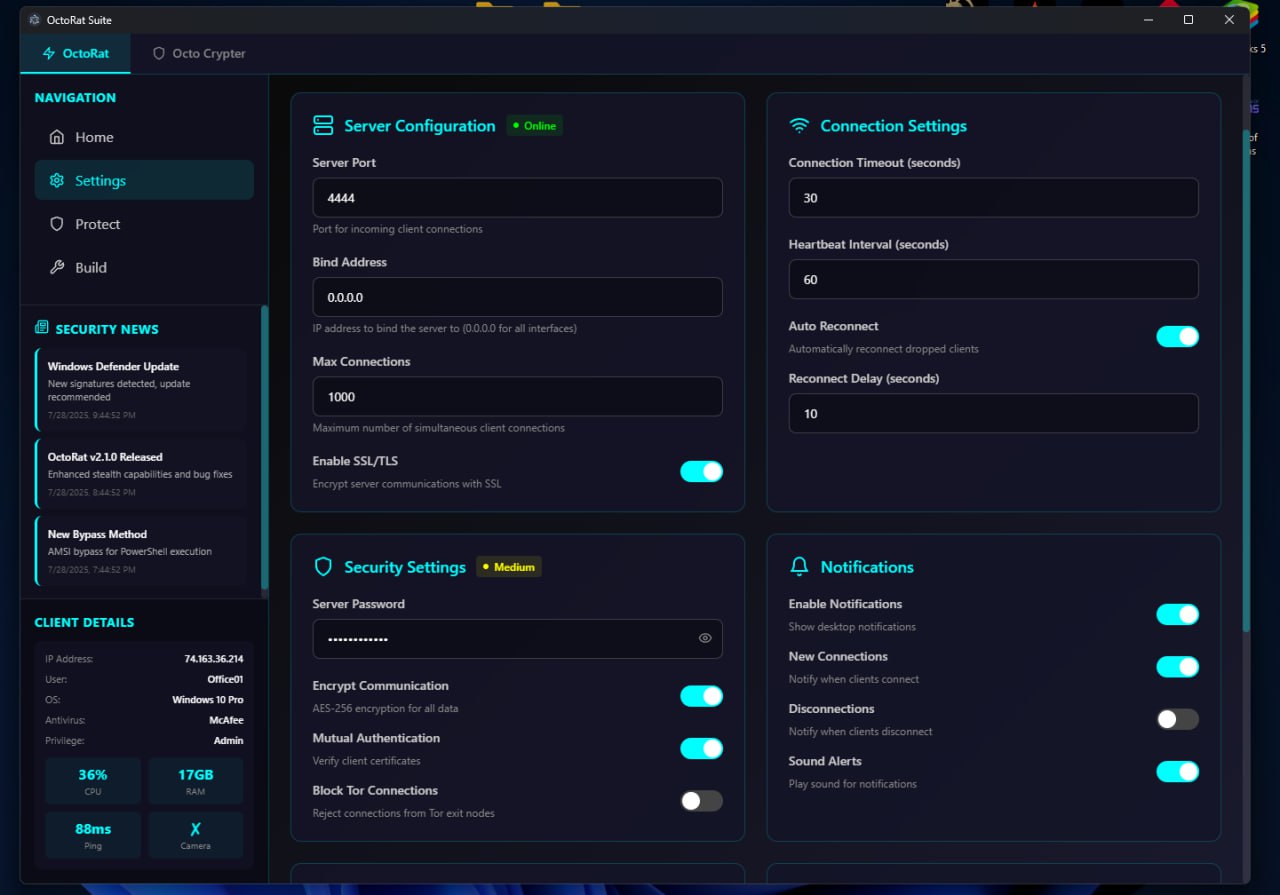 OctoRat Suite
OctoRat
Octo Crypter
NAVIGATION
Home
Settings
Protect
Build
SECURITY NEWS
Windows Defender Update
New signatures detected, update
recommended
7/28/2025, 9:44:52 PM
OctoRat v2.1.0 Released
Enhanced stealth capabilities and bug fixes
7/28/2025, 8:44:52 PM
New Bypass Method
AMSI bypass for PowerShell execution
7/28/2025, 7:44:52 PM
CLIENT DETAILS
IP Address: 74.163.36.214
User: Office01
OS: Windows 10 Pro
Antivirus: McAfee
Privilege: Admin
36% 17GB
CPU RAM
88ms ✗
Ping Camera
Server Configuration Online
Server Port
4444
Port for incoming client connections
Bind Address
0.0.0.0
IP address to bind the server to (0.0.0.0 for all interfaces)
Max Connections
1000
Maximum number of simultaneous client connections
Enable SSL/TLS
Encrypt server communications with SSL
Connection Settings
Connection Timeout (seconds)
30
Heartbeat Interval (seconds)
60
Auto Reconnect
Automatically reconnect dropped clients
Reconnect Delay (seconds)
10
Security Settings Medium
Server Password
••••••••••••
Encrypt Communication
AES-256 encryption for all data
Mutual Authentication
Verify client certificates
Block Tor Connections
Reject connections from Tor exit nodes
Notifications
Enable Notifications
Show desktop notifications
New Connections
Notify when clients connect
Disconnections
Notify when clients disconnect
Sound Alerts
Play sound for notifications
ks 5
of